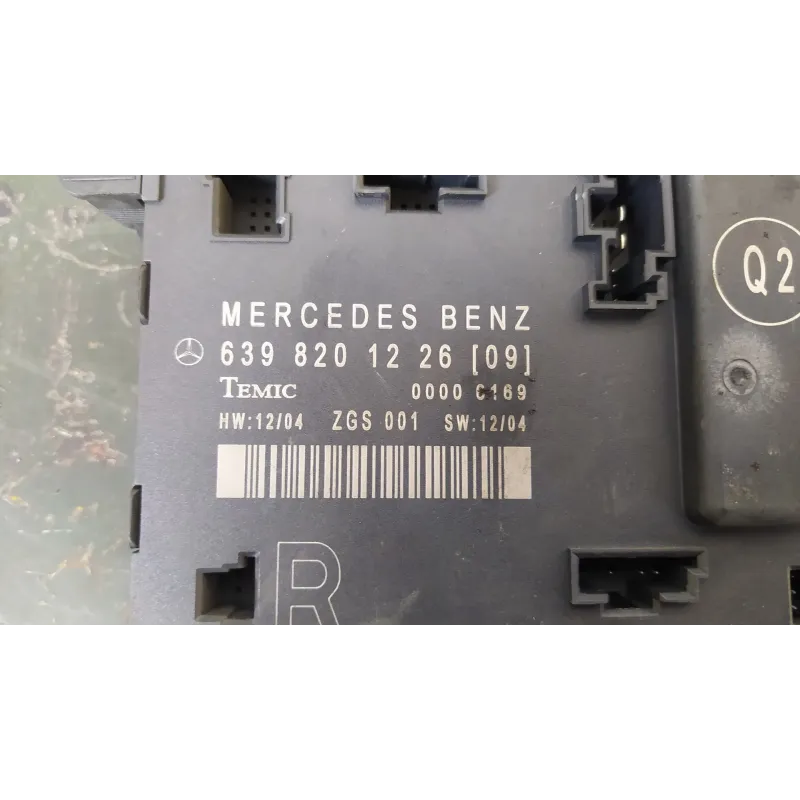 MERCEDES BENZ
639 820 12 26 [09]
TEMIC 0000 C169
HW:12/04 ZGS 001 SW:12/04
Q2
R